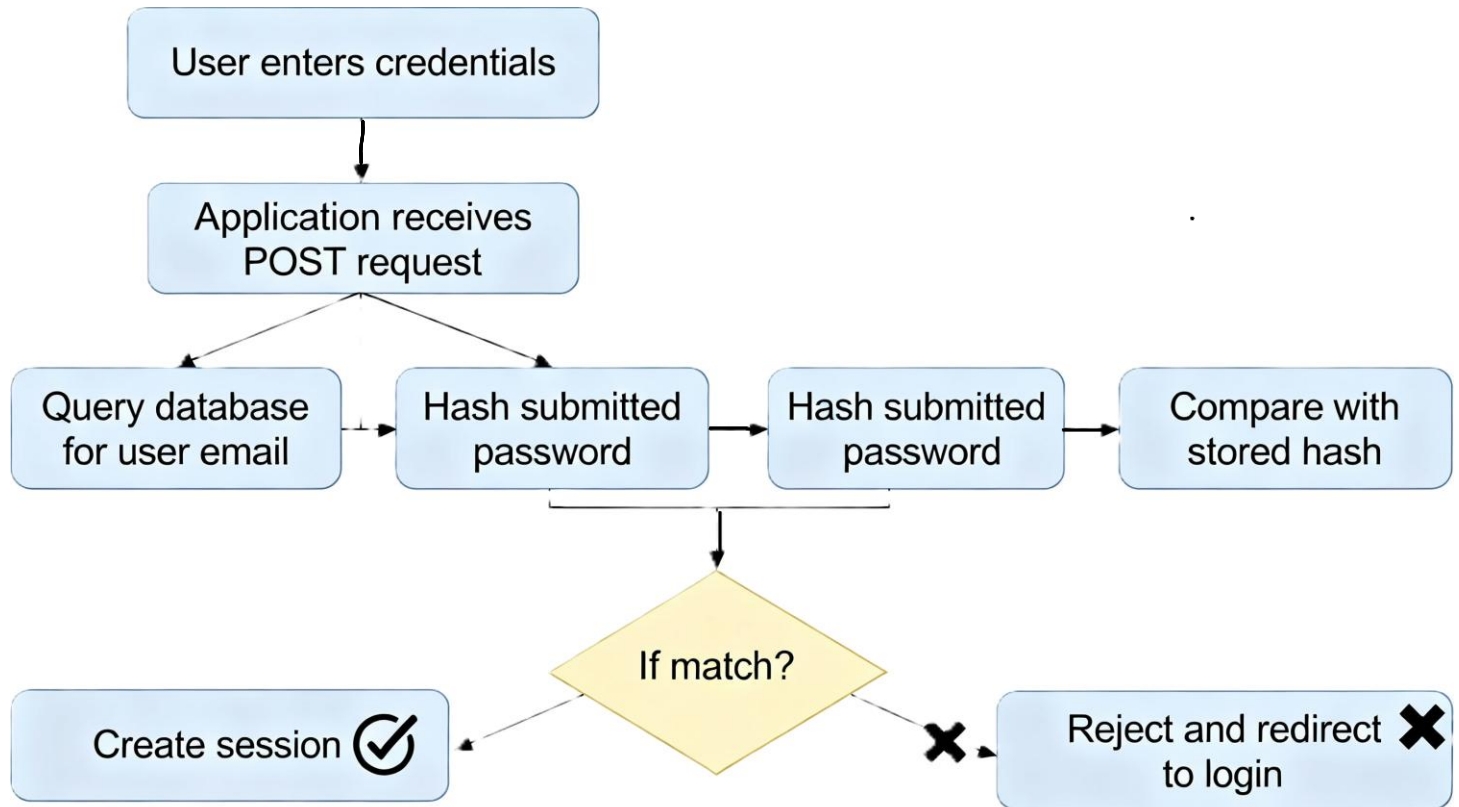 User enters credentials
Application receives
POST request
Query database
for user email
Hash submitted
password
Hash submitted
password
Compare with
stored hash
If match?
Create session
Reject and redirect
to login